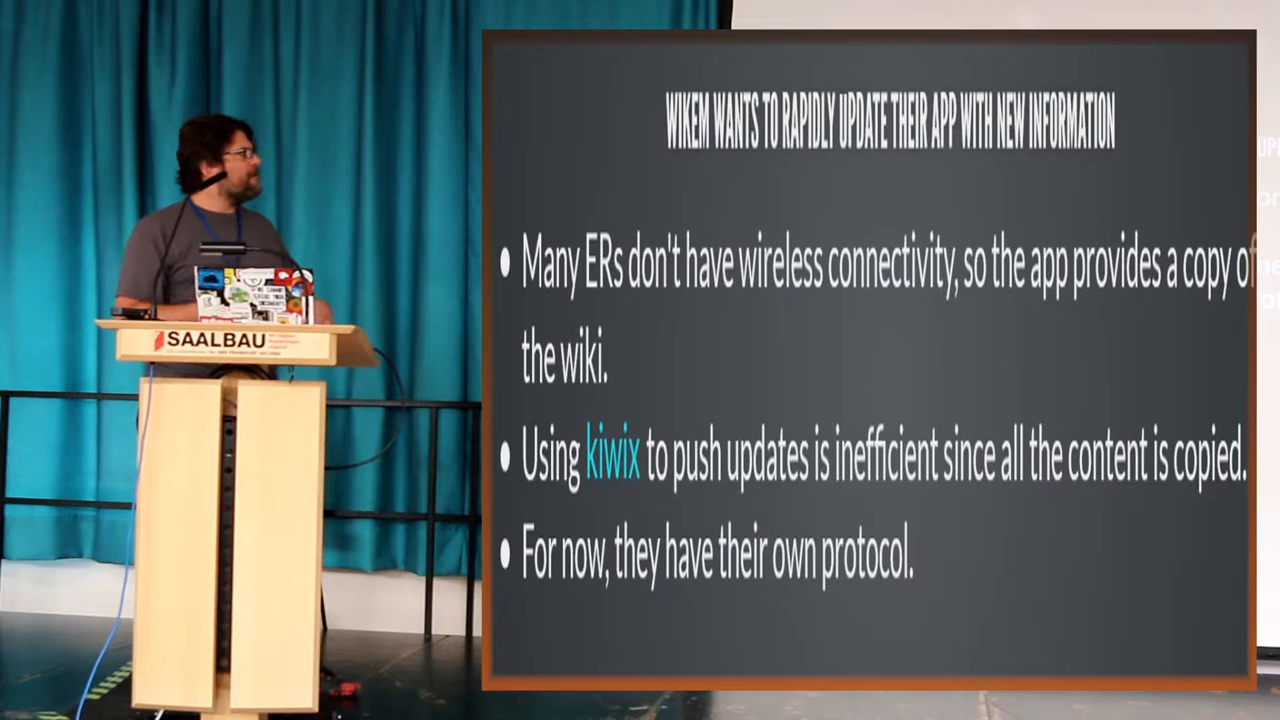 WIKEM WANTS TO RAPIDLY UPDATE THEIR APP WITH NEW INFORMATION
• Many ERs don't have wireless connectivity, so the app provides a copy of
the wiki.
• Using kiwix to push updates is inefficient since all the content is copied.
• For now, they have their own protocol.
SAALBAU